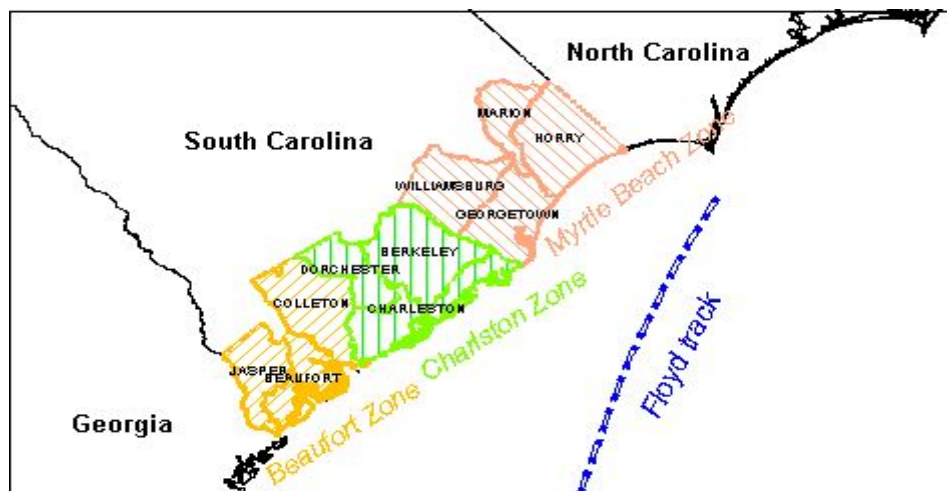 North Carolina
South Carolina
MARION
HORRY
WILLIAMSBURG
GEORGETOWN
Myrtle Beach Zone
BERKELEY
DORCHESTER
COLLETON
CHARLESTON
Charlston Zone
JASPER
BEAUFORT
Beaufort Zone
Georgia
Floyd track